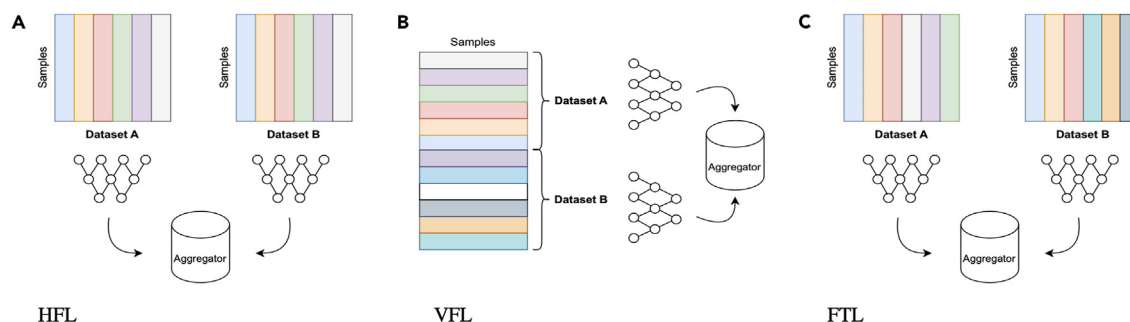 A
Samples
Dataset A
Samples
Dataset B
Aggregator
HFL
B
Samples
Dataset A
Dataset B
Aggregator
VFL
C
Samples
Dataset A
Samples
Dataset B
Aggregator
FTL